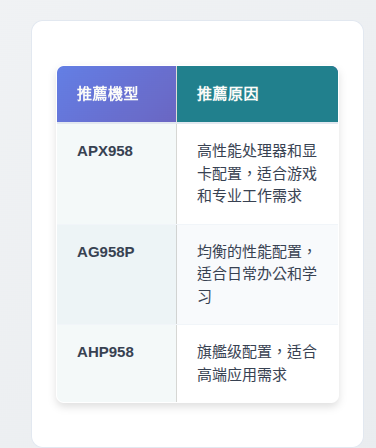 推薦機型
推薦原因
APX958
高性能处理器和显
卡配置，适合游戏
和专业工作需求
AG958P
均衡的性能配置，
适合日常办公和学
习
AHP958
旗艦级配置，适合
高端应用需求